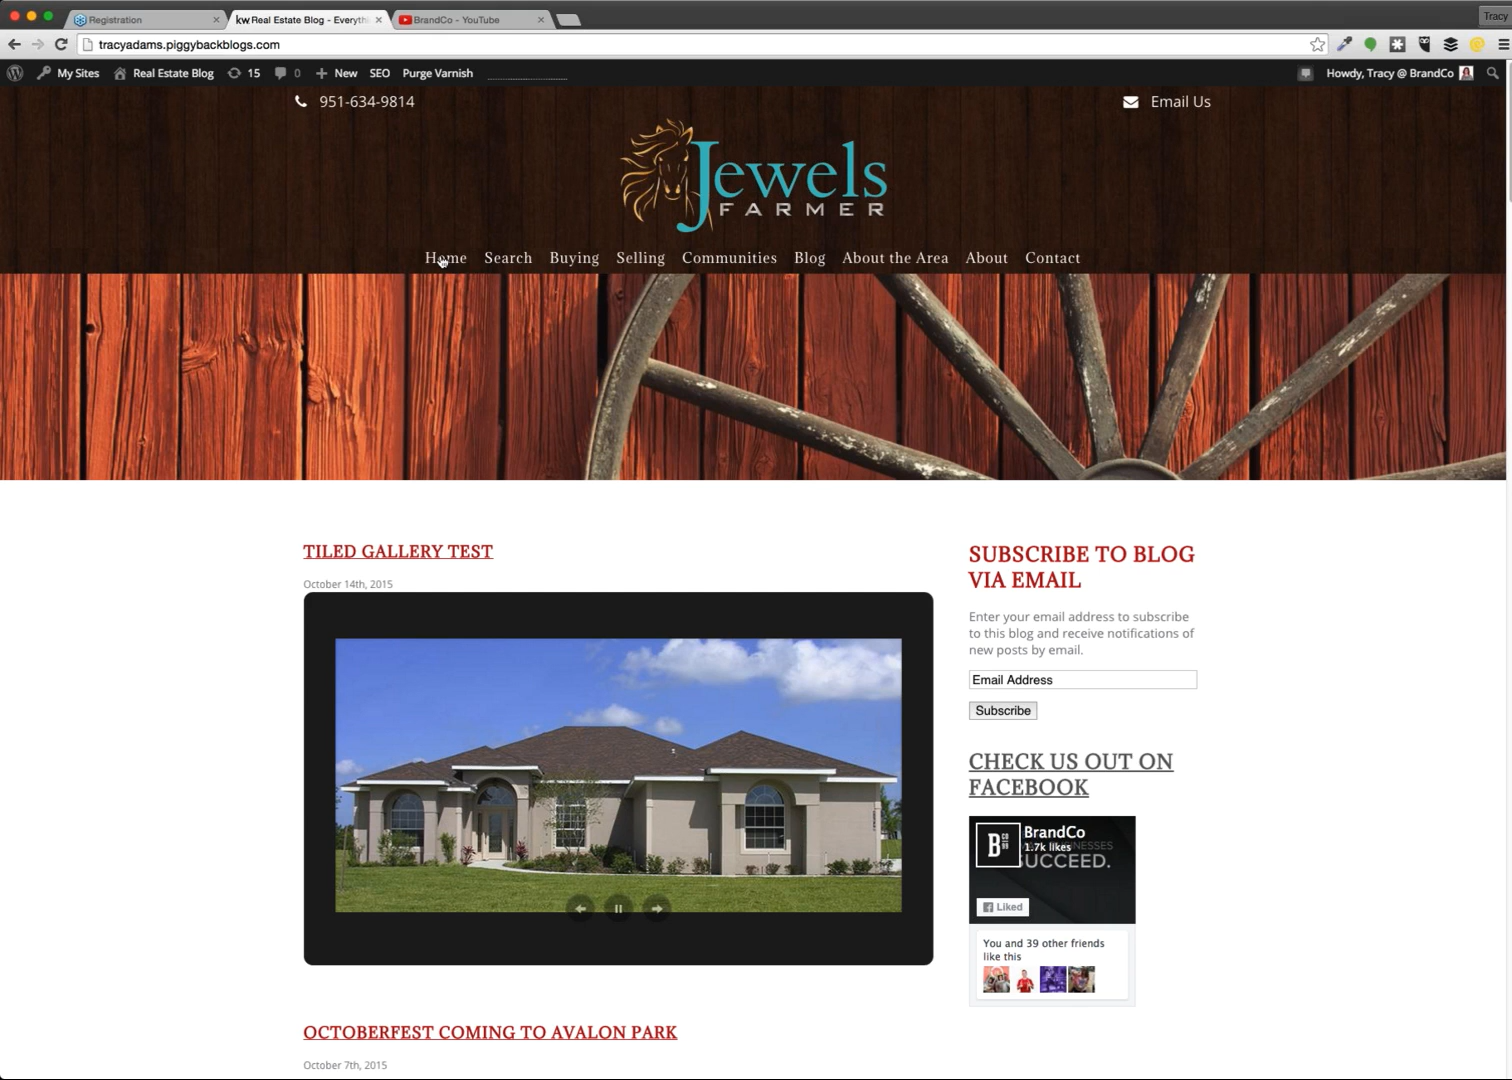 Tracy
Registration
kw Real Estate Blog - Everythi
BrandCo - YouTube
tracyadams.piggybackblogs.com
My Sites
Real Estate Blog
15
0
New
SEO
Purge Varnish
Howdy, Tracy @ BrandCo
951-634-9814
Email Us
Jewels
FARMER
Home
Search
Buying
Selling
Communities
Blog
About the Area
About
Contact
TILED GALLERY TEST
October 14th, 2015
OCTOBERFEST COMING TO AVALON PARK
October 7th, 2015
SUBSCRIBE TO BLOG
VIA EMAIL
Enter your email address to subscribe
to this blog and receive notifications of
new posts by email.
Email Address
Subscribe
CHECK US OUT ON
FACEBOOK
BrandCo
1.7k likes
SUCCEED.
Liked
You and 39 other friends
like this